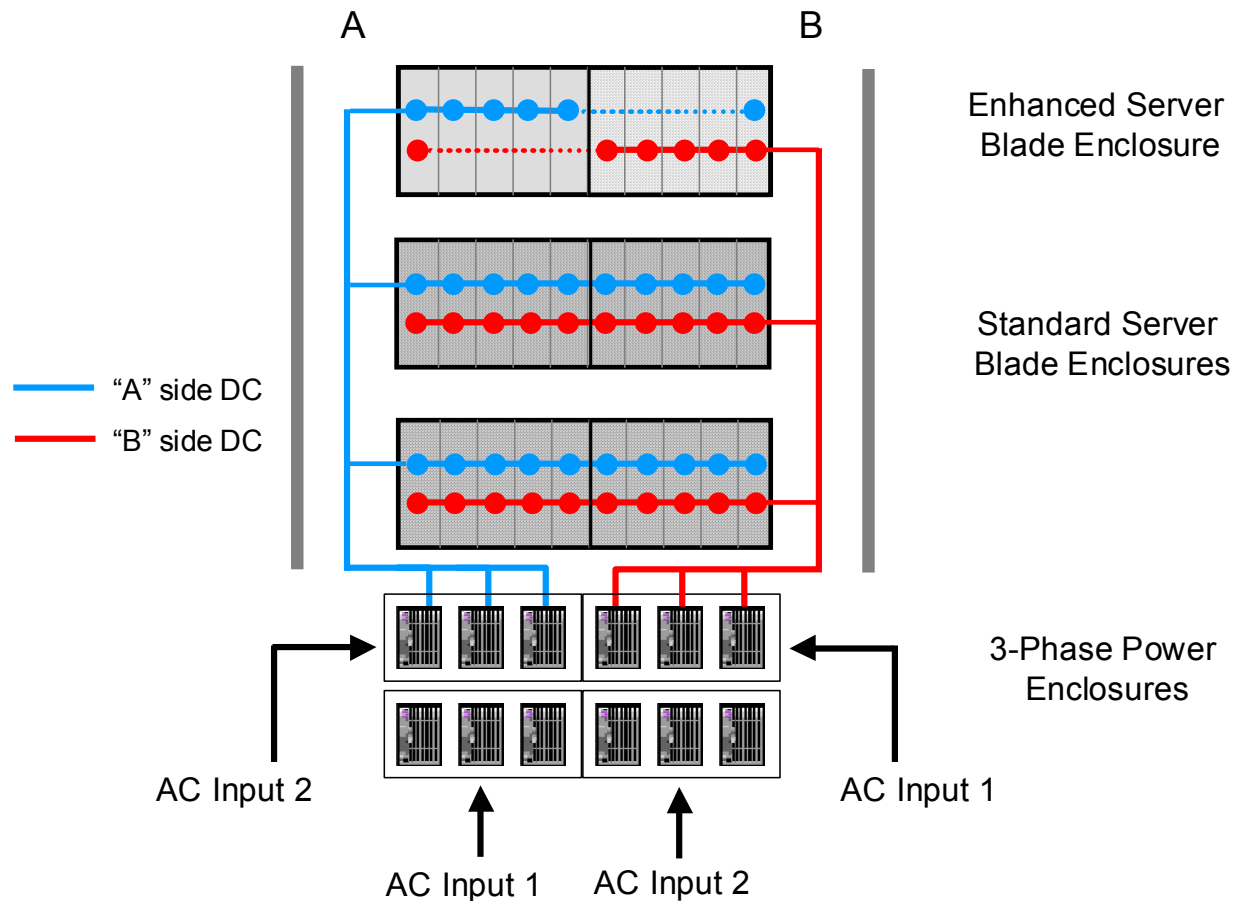 A
B
Enhanced Server
Blade Enclosure
Standard Server
Blade Enclosures
“A” side DC
“B” side DC
3-Phase Power
Enclosures
AC Input 2
AC Input 1
AC Input 1
AC Input 2